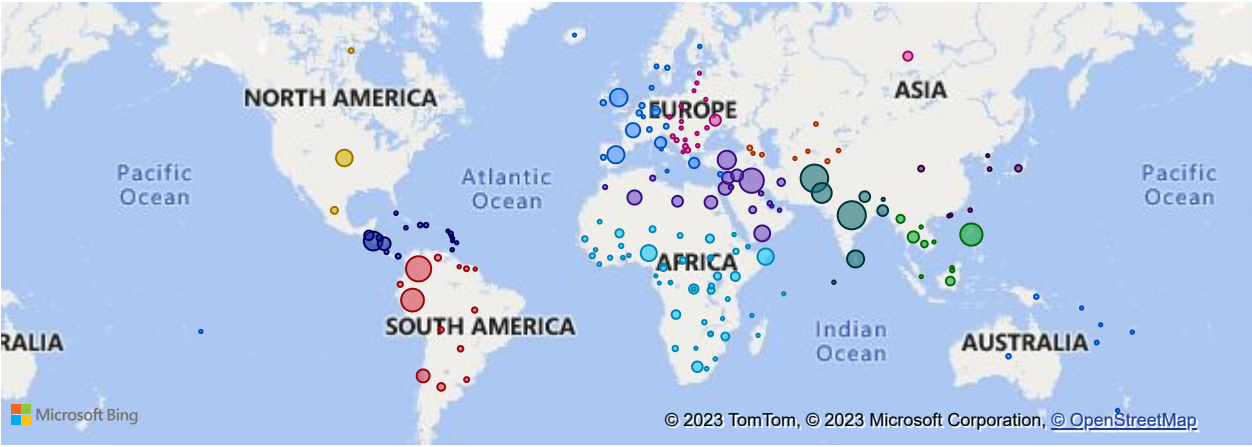 NORTH AMERICA
EUROPE
ASIA
Pacific
Ocean
Atlantic
Ocean
Pacific
Ocean
AFRICA
SOUTH AMERICA
Indian
Ocean
RALIA
AUSTRALIA
Microsoft Bing
© 2023 TomTom, © 2023 Microsoft Corporation, © OpenStreetMap